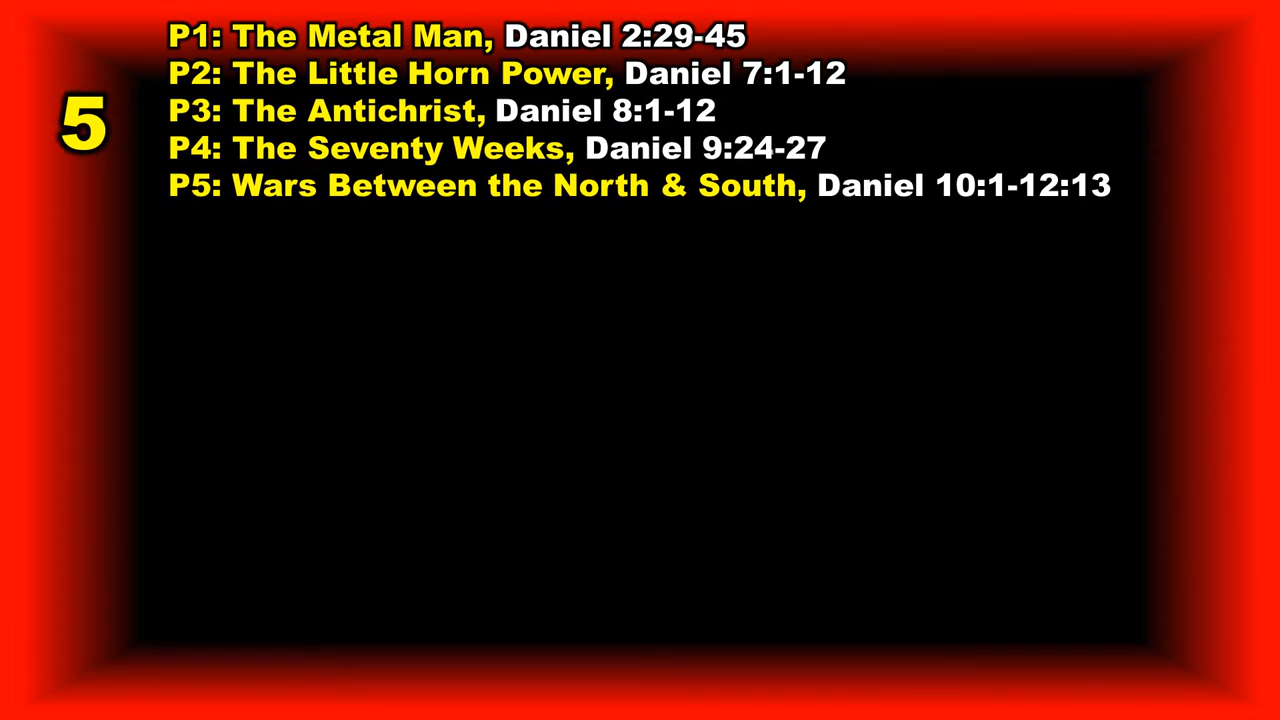 P1: The Metal Man, Daniel 2:29-45
P2: The Little Horn Power, Daniel 7:1-12
5
P3: The Antichrist, Daniel 8:1-12
P4: The Seventy Weeks, Daniel 9:24-27
P5: Wars Between the North & South, Daniel 10:1-12:13